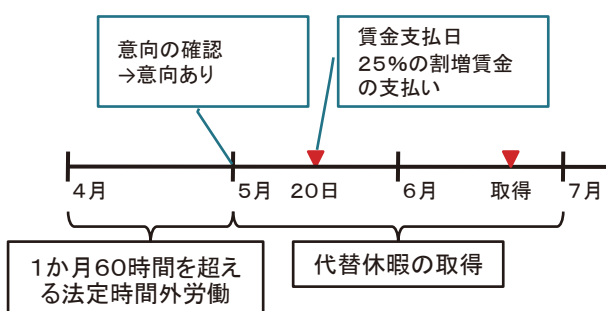 意向の確認
→意向あり
賃金支払日
25%の割増賃金
の支払い
4月
5月
20日
6月
取得
7月
1か月60時間を超え
る法定時間外労働
代替休暇の取得